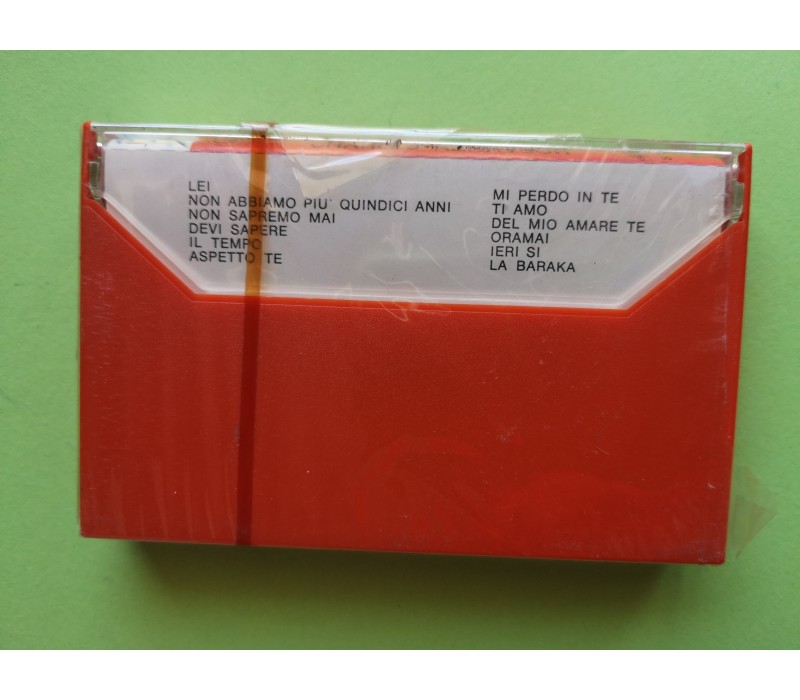 LEI
NON ABBIAMO PIU' QUINDICI ANNI
NON SAPREMO MAI
DEVI SAPERE
IL TEMPO
ASPETTO TE
MI PERDO IN TE
TI AMO
DEL MIO AMARE TE
ORAMAI
IERI SI
LA BARAKA